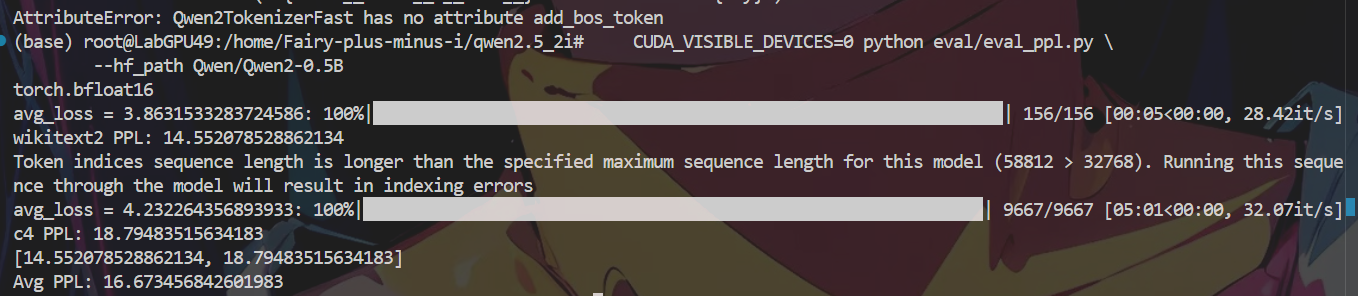 AttributeError: Qwen2TokenizerFast has no attribute add_bos_token
(base) root@LabGPU49:/home/Fairy-plus-minus-i/qwen2.5_2i#     CUDA_VISIBLE_DEVICES=0 python eval/eval_ppl.py \
        --hf_path Qwen/Qwen2-0.5B
torch.bfloat16
avg_loss = 3.8631533283724586: 100%|██████████| 156/156 [00:05<00:00, 28.42it/s]
wikitext2 PPL: 14.552078528862134
Token indices sequence length is longer than the specified maximum sequence length for this model (58812 > 32768). Running this seque
nce through the model will result in indexing errors
avg_loss = 4.232264356893933: 100%|██████████| 9667/9667 [05:01<00:00, 32.07it/s]
c4 PPL: 18.79483515634183
[14.552078528862134, 18.79483515634183]
Avg PPL: 16.673456842601983